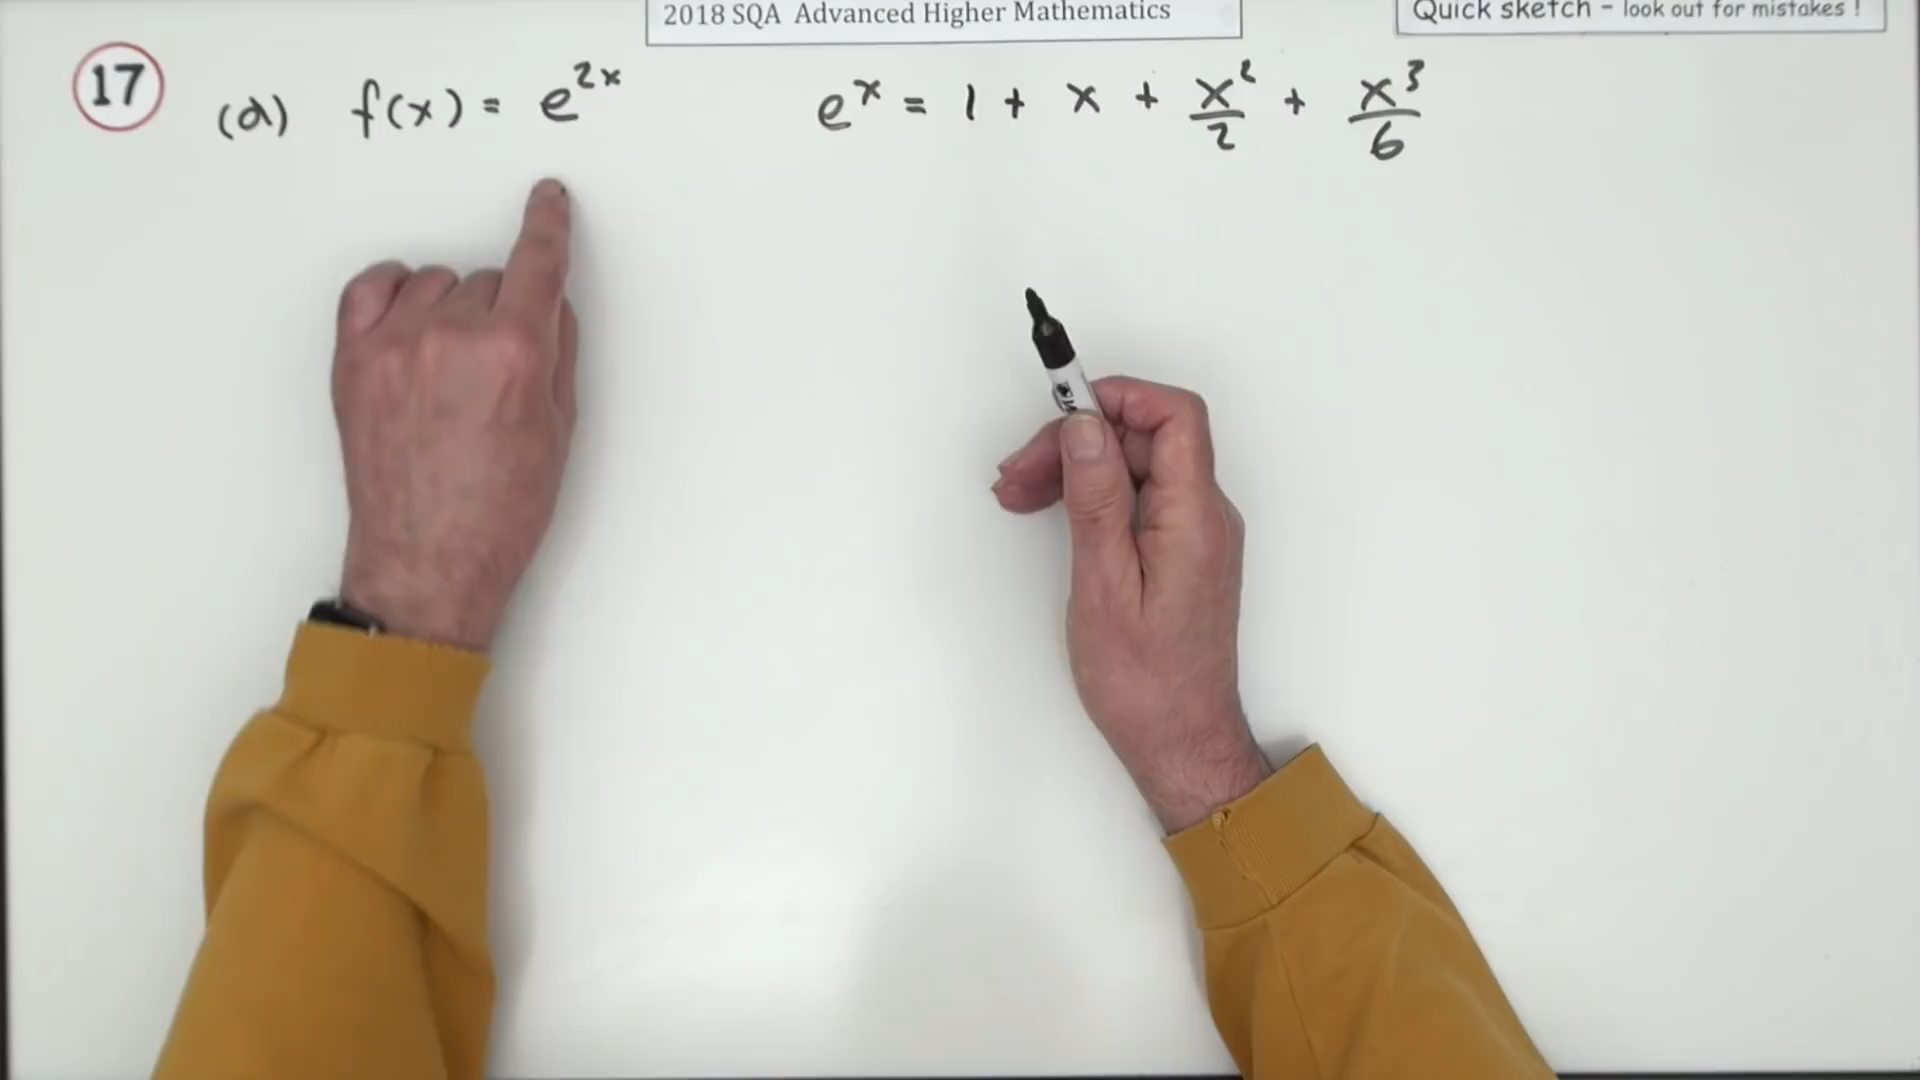 2018 SQA Advanced Higher Mathematics
Quick sketch - look out for mistakes !
17 (a) f(x) = e^{2x} e^x = 1 + x + x^2/2 + x^3/6